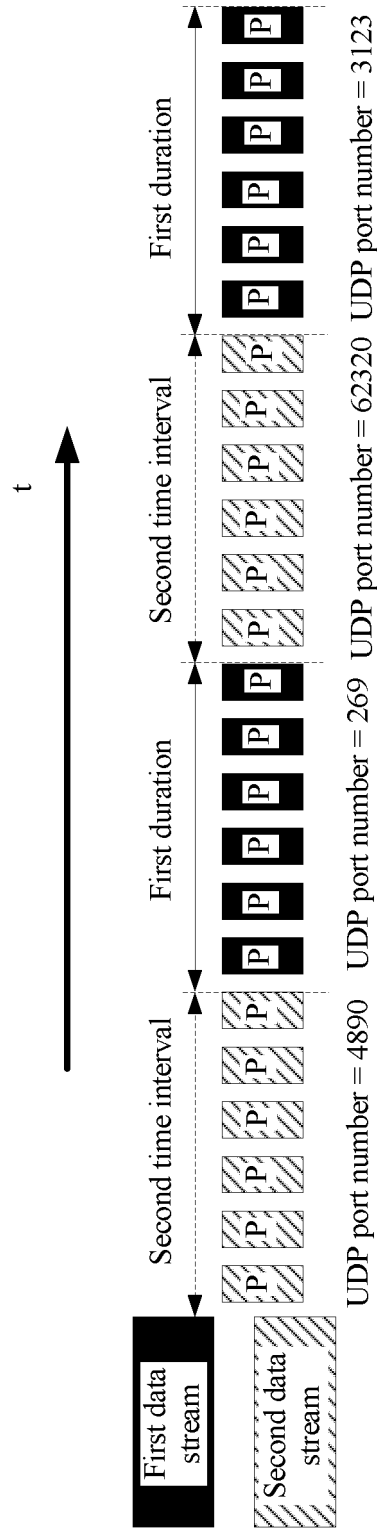 t
Second time interval
First duration
Second time interval
First duration
First data
stream
P P P P P P P P P P P P P P P P P P P P P P P P
Second data
stream
UDP port number = 4890
UDP port number = 269
UDP port number = 62320
UDP port number = 3123